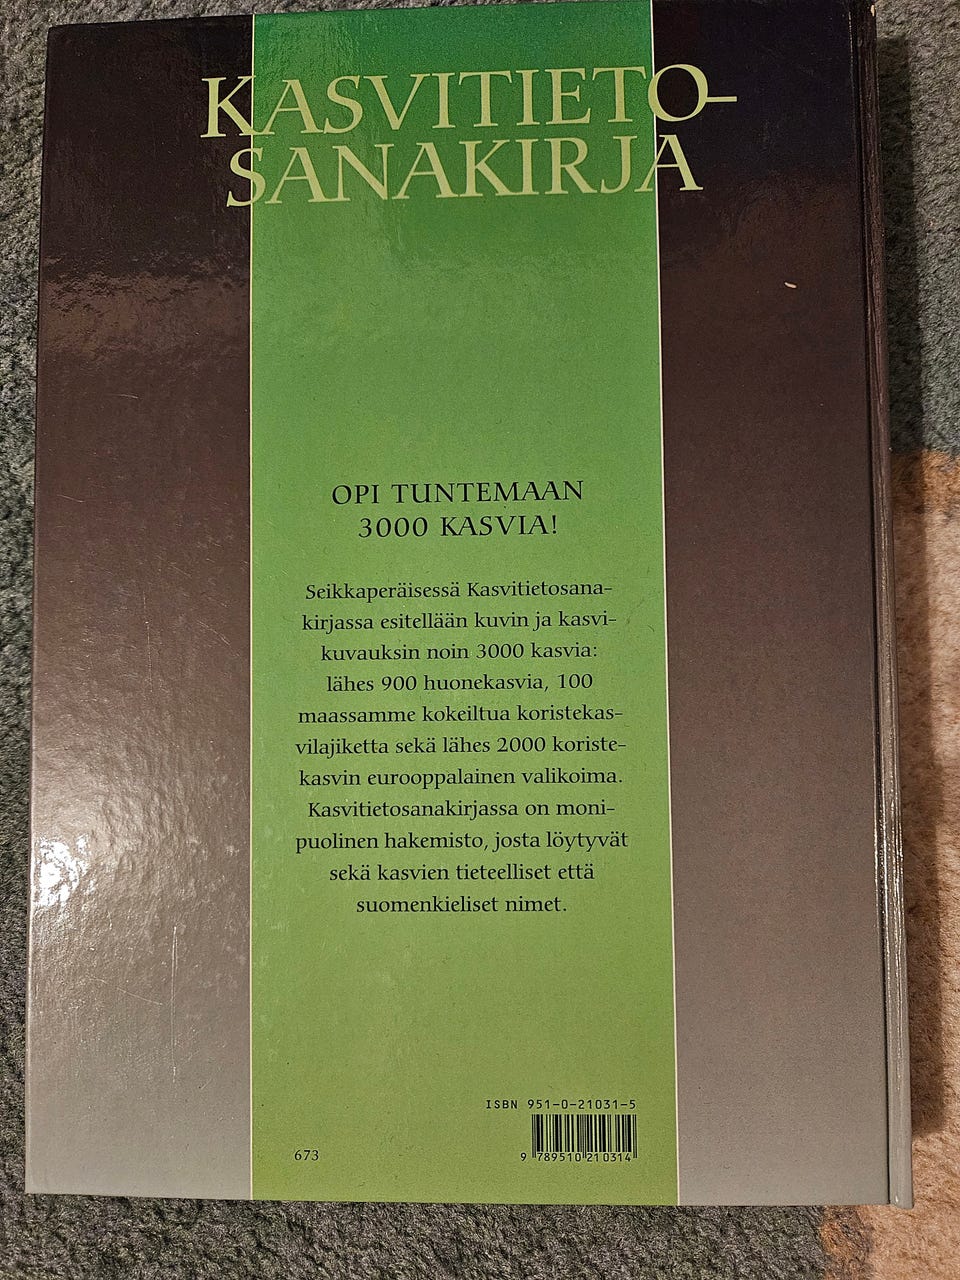 KASVITIETO-
SANAKIRJA
OPI TUNTEMAAN
3000 KASVIA!
Seikkaperäisessä Kasvitietosana-
kirjassa esitellään kuvin ja kasvi-
kuvauksin noin 3000 kasvia:
lähes 900 huonekasvia, 100
maassamme kokeiltua koristekas-
vilajiketta sekä lähes 2000 koriste-
kasvin eurooppalainen valikoima.
Kasvitietosanakirjassa on moni-
puolinen hakemisto, josta löytyvät
sekä kasvien tieteelliset että
suomenkieliset nimet.
ISBN 951-0-21031-5
673
9 789510 210314